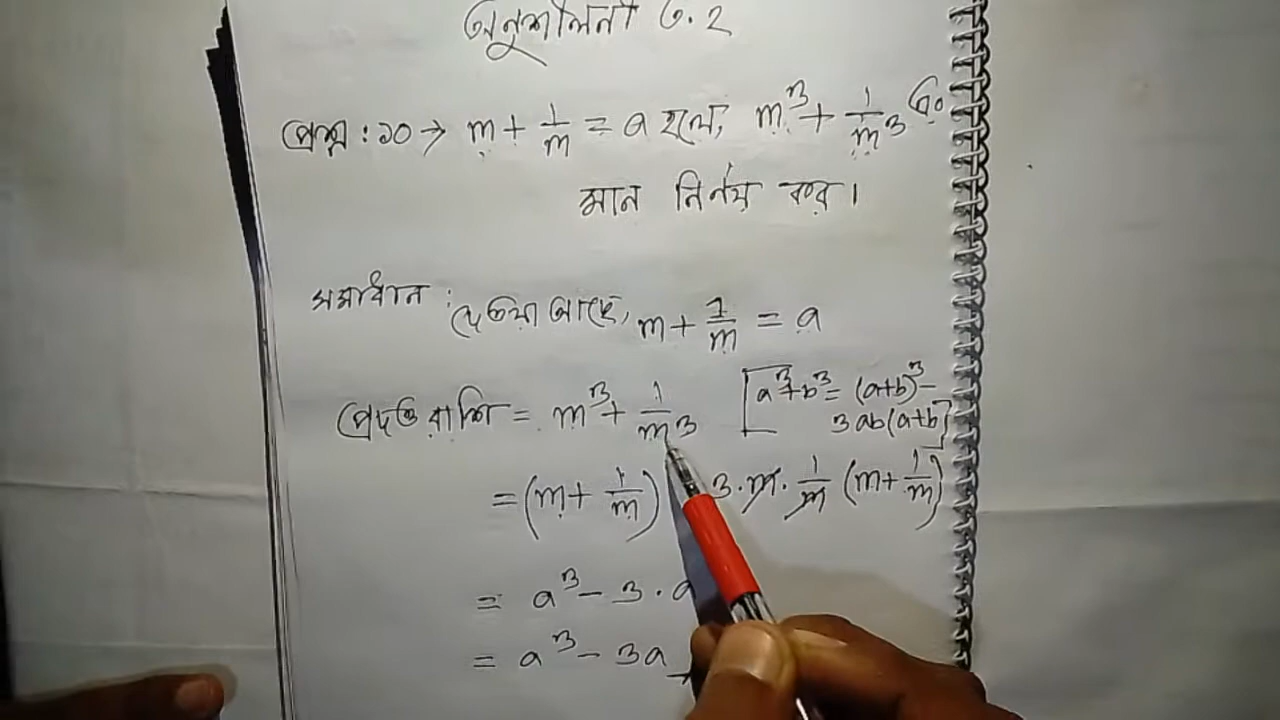 অনুশীলনী ৩.২
প্রশ্ন : ১০ → m + 1/m = a হলে, m³ + 1/m³ এর
মান নির্ণয় কর।
সমাধান : দেওয়া আছে, m + 1/m = a
প্রদত্ত রাশি = m³ + 1/m³ [a³+b³ = (a+b)³ –
3ab(a+b)]
= (m + 1/m) 3·m· 1/m (m + 1/m)
= a³ – 3 · a
= a³ – 3a